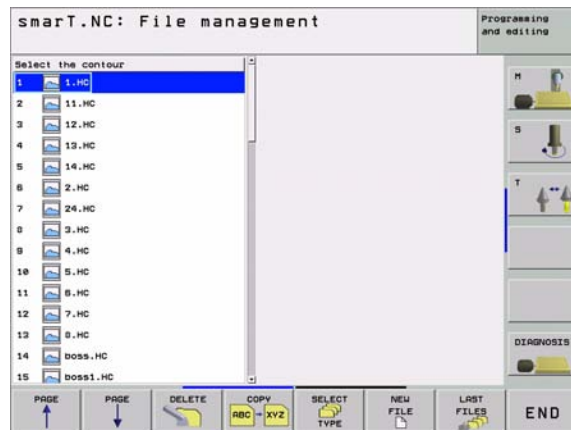 smarT.NC: File management
Programming and editing
Select the contour
1 1.HC
2 11.HC
3 12.HC
4 13.HC
5 14.HC
6 2.HC
7 24.HC
8 3.HC
9 4.HC
10 5.HC
11 6.HC
12 7.HC
13 8.HC
14 boss.HC
15 boss1.HC
M
S
T
DIAGNOSIS
PAGE
PAGE
DELETE
COPY
ABC XYZ
SELECT
TYPE
NEW
FILE
LAST
FILES
END